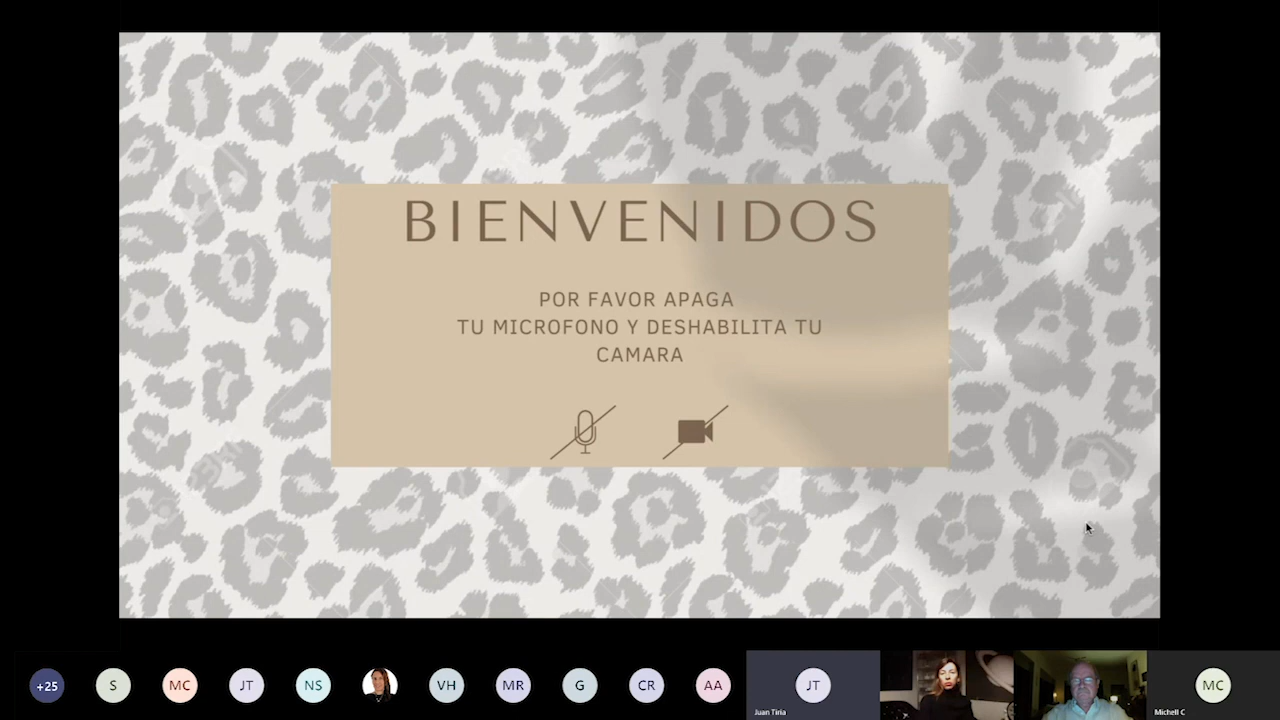 BIENVENIDOS
POR FAVOR APAGA
TU MICROFONO Y DESHABILITA TU
CAMARA
+25
S
MC
JT
NS
VH
MR
G
CR
AA
JT
MC
Juan Tiria
Michell C